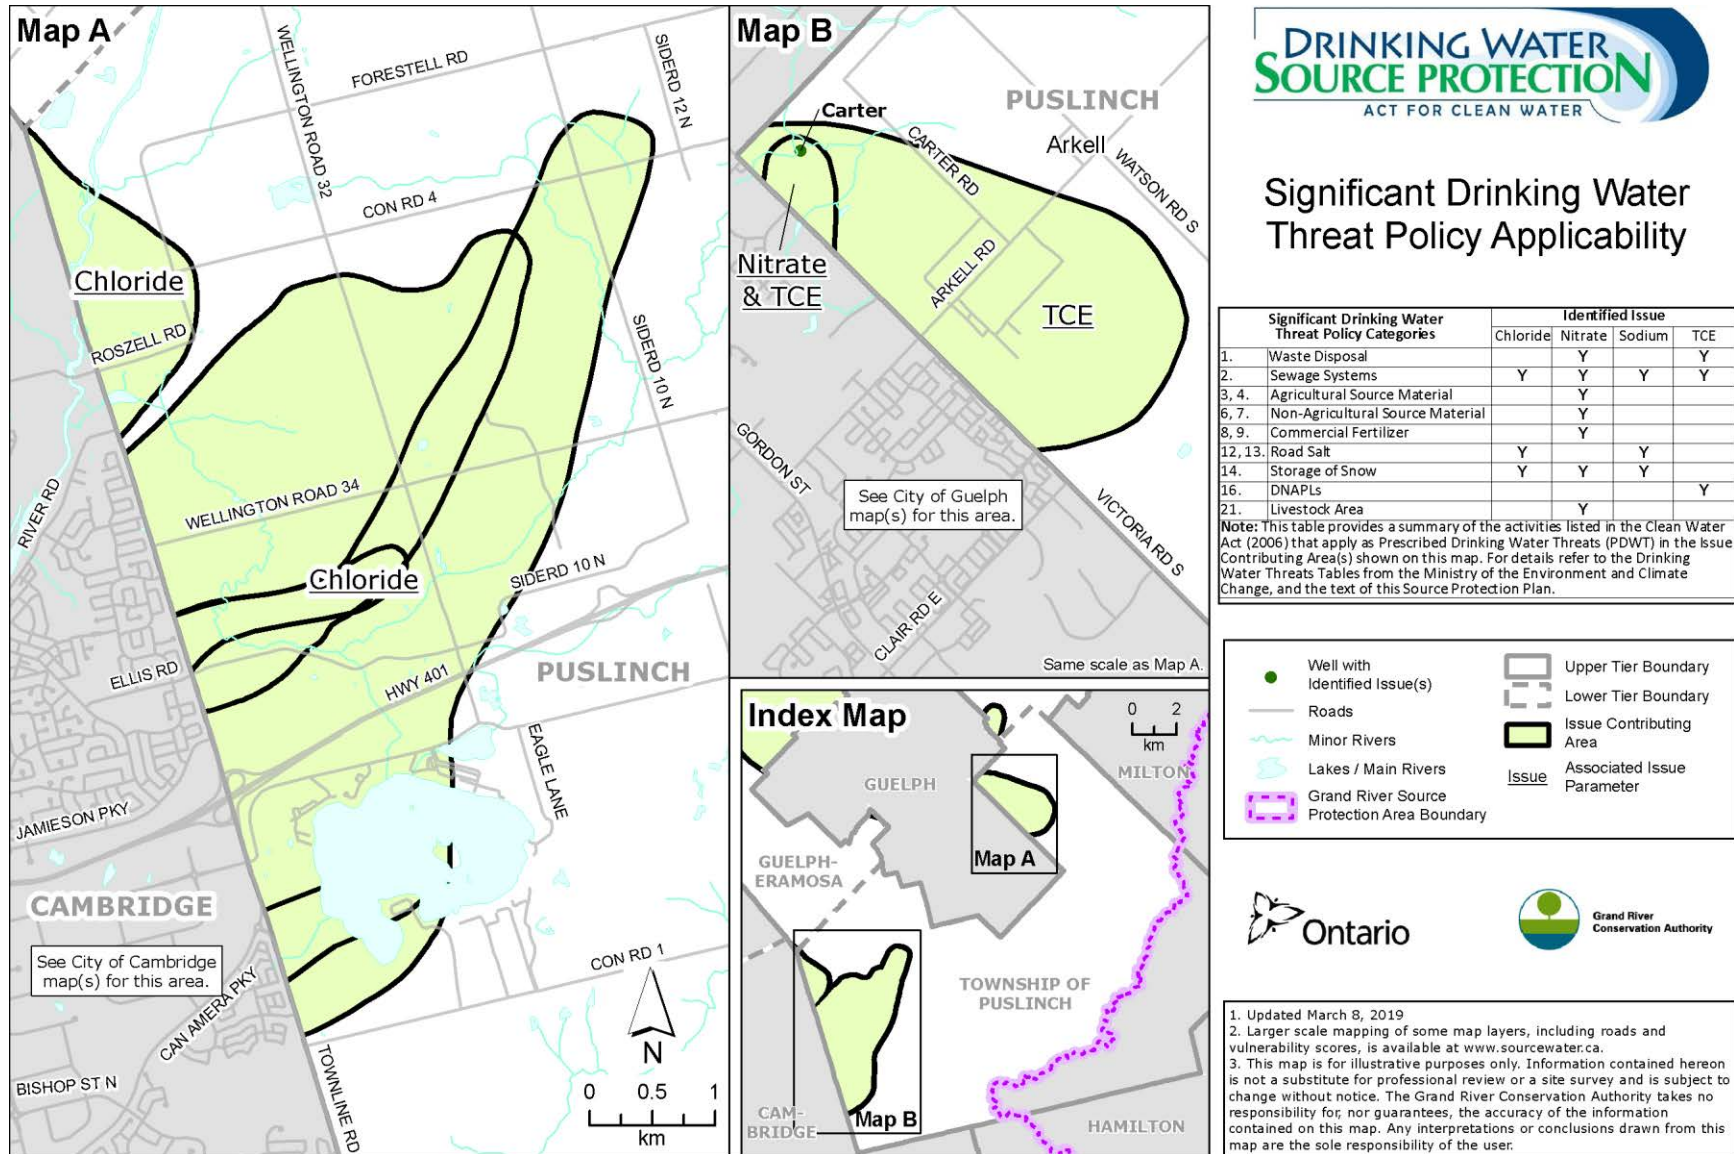 Map A
WELLINGTON ROAD 32
FORESTELL RD
SIDERD 12 N
CON RD 4
Chloride
ROSZELL RD
SIDERD 10 N
WELLINGTON ROAD 34
RIVER RD
Chloride
SIDERD 10 N
ELLIS RD
HWY 401
PUSLINCH
EAGLE LANE
JAMIESON PKY
CAMBRIDGE
See City of Cambridge
map(s) for this area.
CAN AMERA PKY
CON RD 1
BISHOP ST N
TOWNLINE RD
N
0 0.5 1
km
Map B
PUSLINCH
Carter
CARTER RD
Arkell
WATSON RD S
Nitrate
& TCE
ARKELL RD
TCE
GORDON ST
See City of Guelph
map(s) for this area.
VICTORIA RD S
CLAIR RD E
Same scale as Map A.
Index Map
0 2
km
GUELPH
MILTON
Map A
GUELPH-
ERAMOSA
TOWNSHIP OF
PUSLINCH
Map B
CAM-
BRIDGE
HAMILTON
DRINKING WATER
SOURCE PROTECTION
ACT FOR CLEAN WATER
Significant Drinking Water
Threat Policy Applicability
Significant Drinking Water
Threat Policy Categories
Identified Issue
Chloride Nitrate Sodium TCE
1. Waste Disposal Y Y
2. Sewage Systems Y Y Y Y
3, 4. Agricultural Source Material Y
6, 7. Non-Agricultural Source Material Y
8, 9. Commercial Fertilizer Y
12, 13. Road Salt Y Y
14. Storage of Snow Y Y Y
16. DNAPLs Y
21. Livestock Area Y
Note: This table provides a summary of the activities listed in the Clean Water
Act (2006) that apply as Prescribed Drinking Water Threats (PDWT) in the Issue
Contributing Area(s) shown on this map. For details refer to the Drinking
Water Threats Tables from the Ministry of the Environment and Climate
Change, and the text of this Source Protection Plan.
Well with
Identified Issue(s)
Roads
Minor Rivers
Lakes / Main Rivers
Grand River Source
Protection Area Boundary
Upper Tier Boundary
Lower Tier Boundary
Issue Contributing
Area
Issue Associated Issue
Parameter
Ontario
Grand River
Conservation Authority
1. Updated March 8, 2019
2. Larger scale mapping of some map layers, including roads and
vulnerability scores, is available at www.sourcewater.ca.
3. This map is for illustrative purposes only. Information contained hereon
is not a substitute for professional review or a site survey and is subject to
change without notice. The Grand River Conservation Authority takes no
responsibility for, nor guarantees, the accuracy of the information
contained on this map. Any interpretations or conclusions drawn from this
map are the sole responsibility of the user.